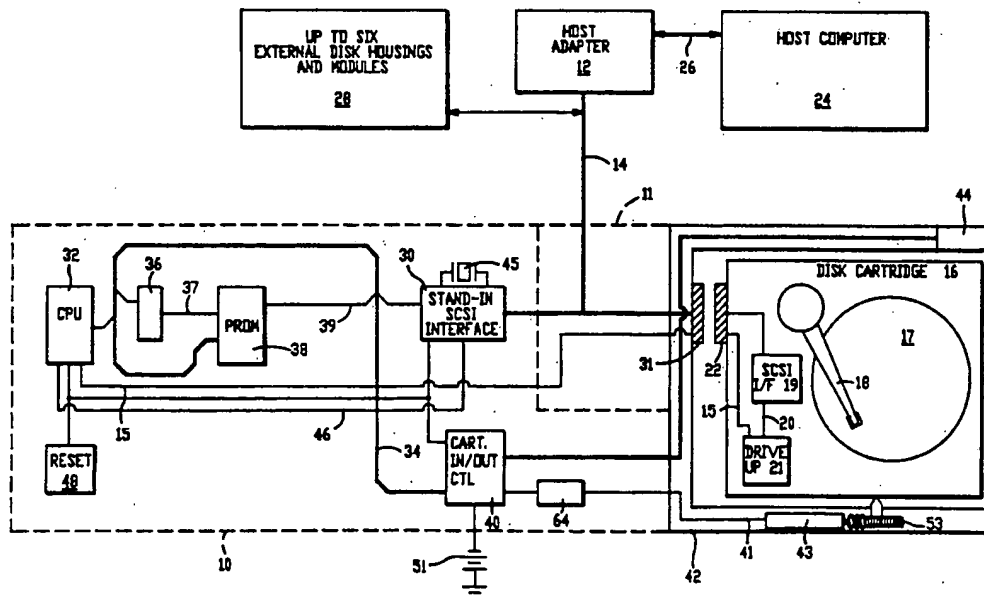 UP TO SIX
EXTERNAL DISK HOUSINGS
AND MODULES
28
HOST
ADAPTER
12
26
HOST COMPUTER
24
14
11
44
32
36
37
30
45
CPU
PROM
38
39
STAND-IN
SCSI
INTERFACE
31
22
DISK CARTRIDGE 16
17
18
SCSI
I/F 19
20
15
DRIVE
UP 21
15
46
34
RESET
48
CART.
IN/OUT
CTL
40
64
51
10
41
42
43
53